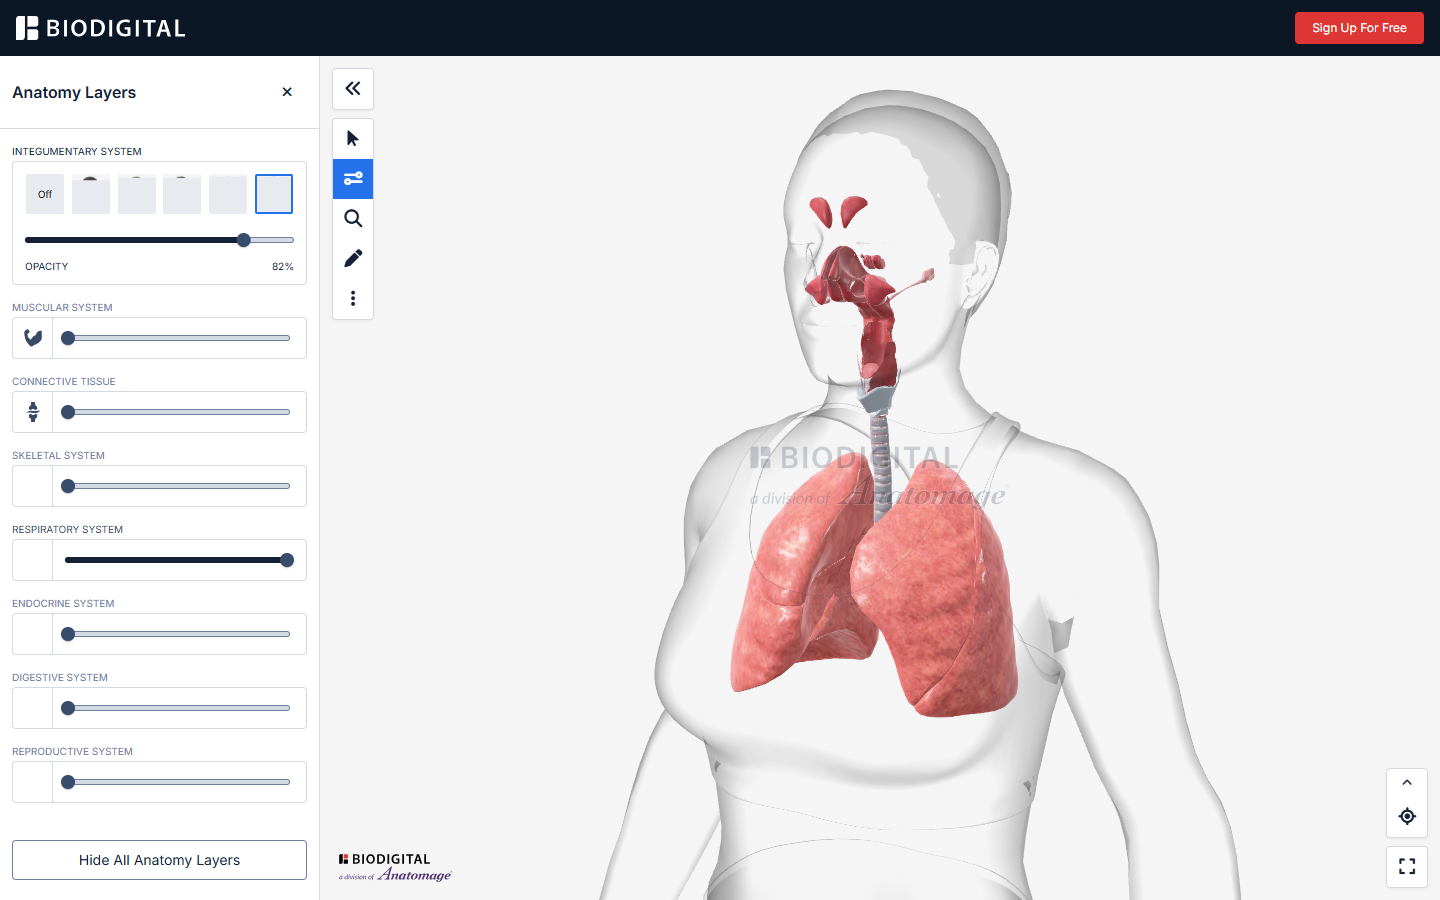 BIODIGITAL
Sign Up For Free
Anatomy Layers
INTEGUMENTARY SYSTEM
Off
OPACITY 82%
MUSCULAR SYSTEM
CONNECTIVE TISSUE
SKELETAL SYSTEM
RESPIRATORY SYSTEM
ENDOCRINE SYSTEM
DIGESTIVE SYSTEM
REPRODUCTIVE SYSTEM
Hide All Anatomy Layers
BIODIGITAL
a division of Anatomage
BIODIGITAL
a division of Anatomage